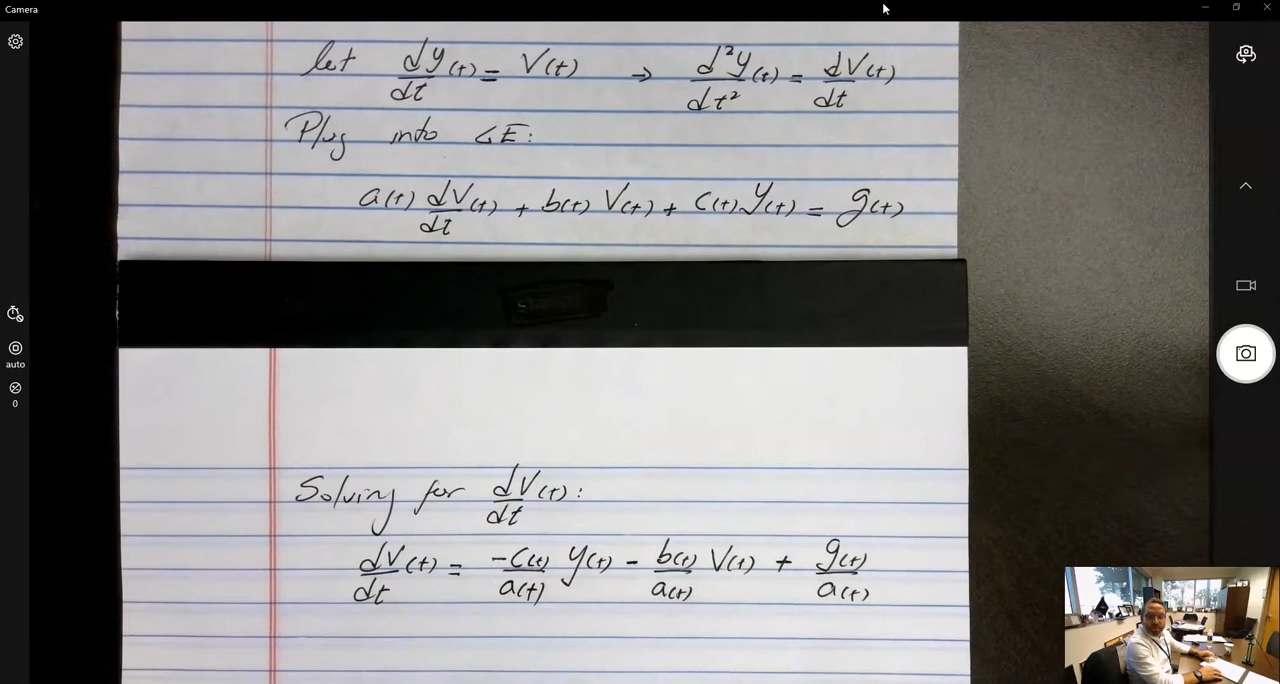 Camera
let dy(t)/dt = V(t) → d²y(t)/dt² = dV(t)/dt
Plug into
a(t) dV(t)/dt + b(t) V(t) + c(t) y(t) = g(t)
auto
0
Solving for dV(t)/dt :
dV(t)/dt = -c(t)/a(t) y(t) - b(t)/a(t) V(t) + g(t)/a(t)